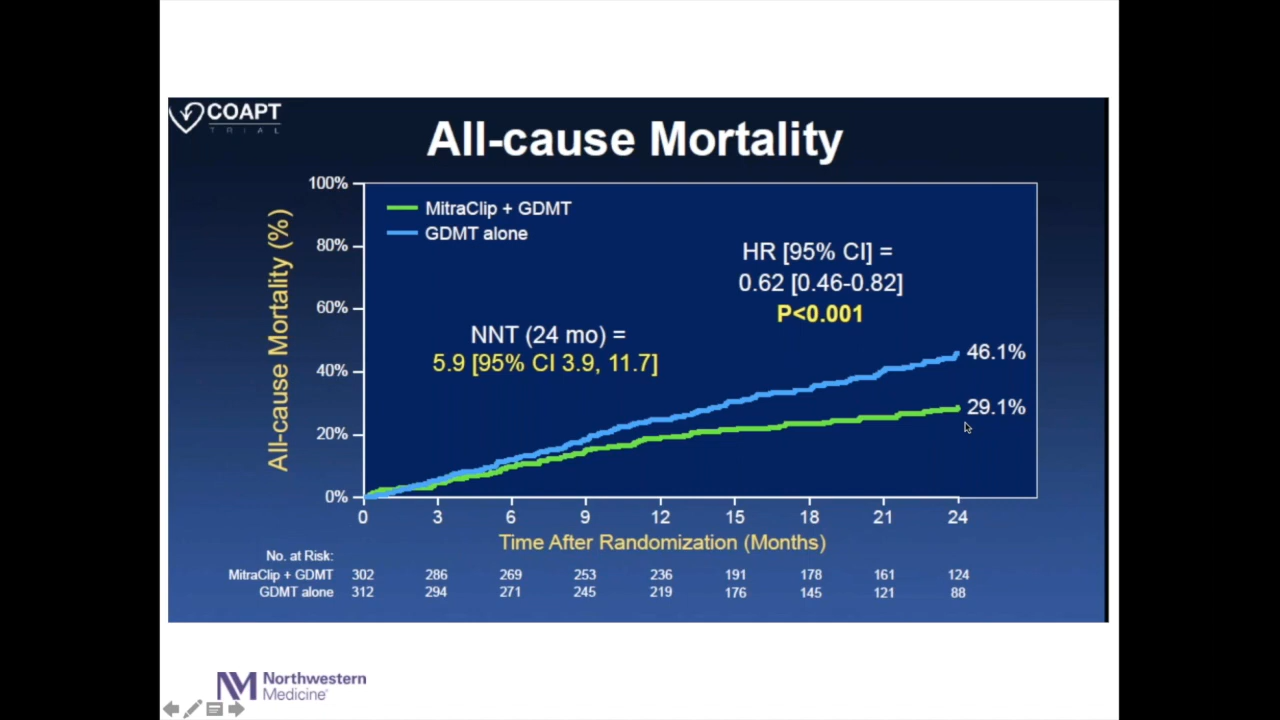 COAPT
TRIAL
All-cause Mortality
All-cause Mortality (%)
100%
80%
60%
40%
20%
0%
MitraClip + GDMT
GDMT alone
HR [95% CI] =
0.62 [0.46-0.82]
P<0.001
NNT (24 mo) =
5.9 [95% CI 3.9, 11.7]
46.1%
29.1%
0 3 6 9 12 15 18 21 24
Time After Randomization (Months)
No. at Risk:
MitraClip + GDMT 302 286 269 253 236 191 178 161 124
GDMT alone 312 294 271 245 219 176 145 121 88
NM Northwestern
Medicine